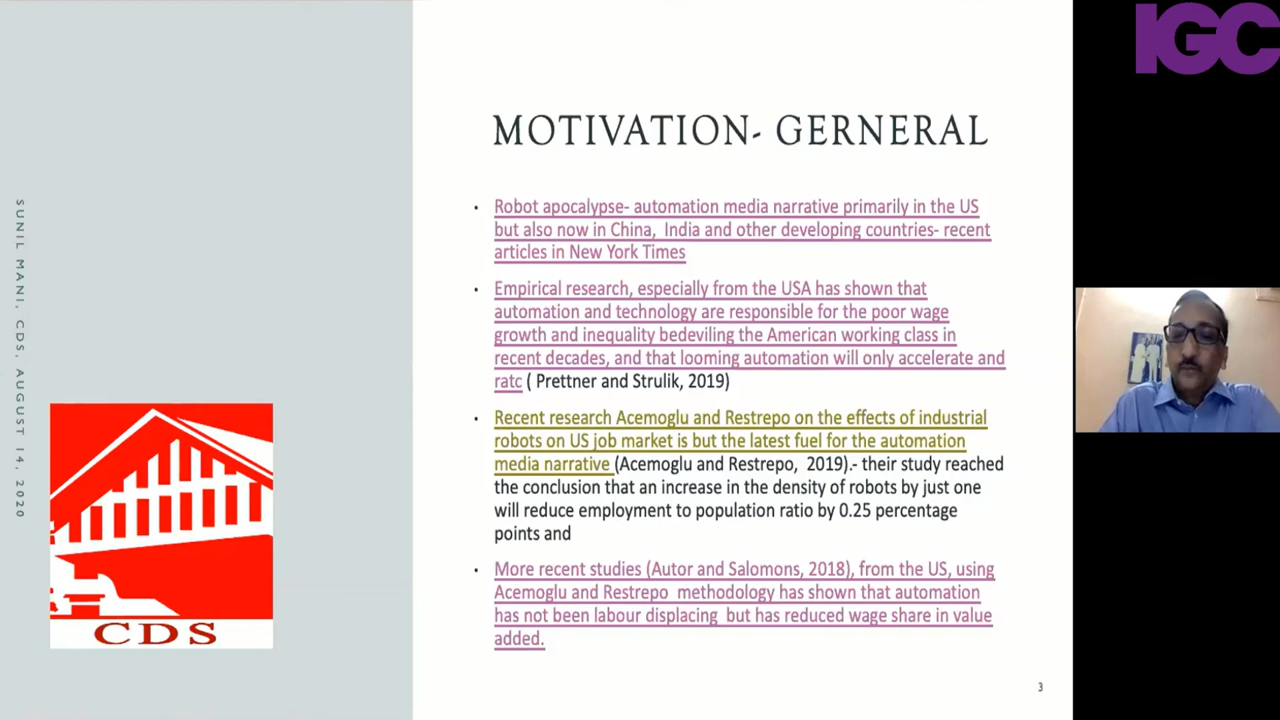 IGC
MOTIVATION- GERNERAL
SUNIL MANI, CDS, AUGUST 14, 2020
• Robot apocalypse- automation media narrative primarily in the US
but also now in China, India and other developing countries- recent
articles in New York Times
• Empirical research, especially from the USA has shown that
automation and technology are responsible for the poor wage
growth and inequality bedeviling the American working class in
recent decades, and that looming automation will only accelerate and
ratc ( Prettner and Strulik, 2019)
• Recent research Acemoglu and Restrepo on the effects of industrial
robots on US job market is but the latest fuel for the automation
media narrative (Acemoglu and Restrepo, 2019).- their study reached
the conclusion that an increase in the density of robots by just one
will reduce employment to population ratio by 0.25 percentage
points and
• More recent studies (Autor and Salomons, 2018), from the US, using
Acemoglu and Restrepo methodology has shown that automation
has not been labour displacing but has reduced wage share in value
added.
CDS
3